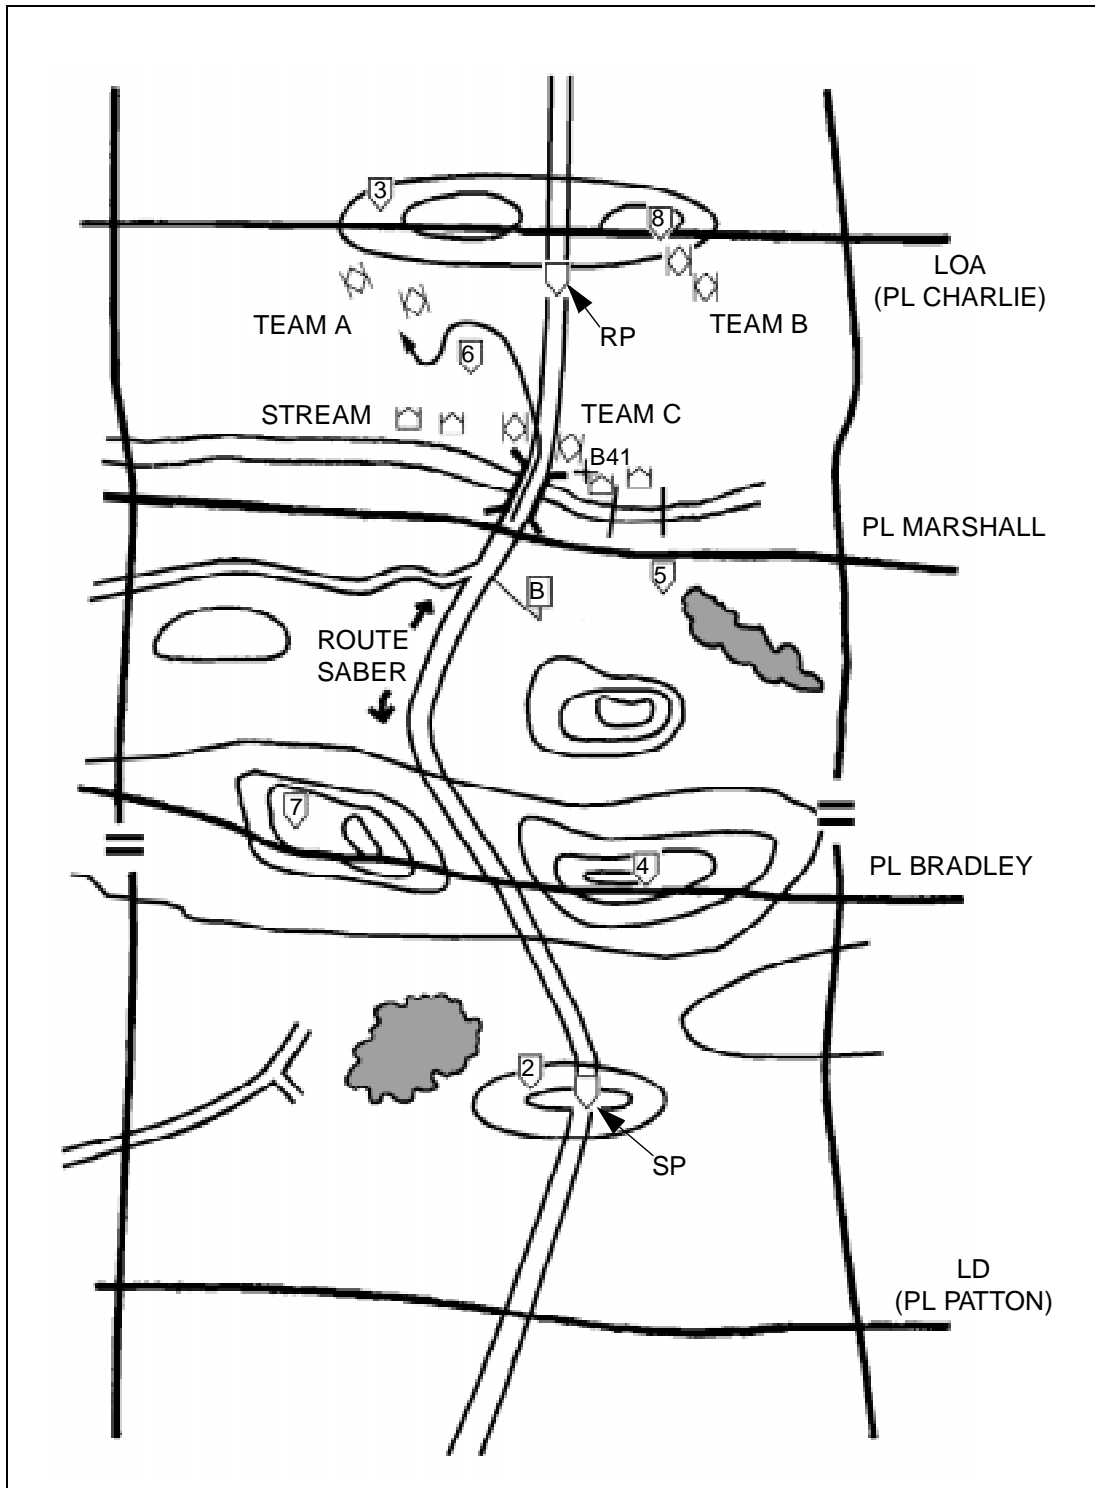 3
8
LOA
(PL CHARLIE)
TEAM A
TEAM B
RP
6
STREAM
TEAM C
B41
PL MARSHALL
5
B
ROUTE
SABER
7
4
PL BRADLEY
2
SP
LD
(PL PATTON)